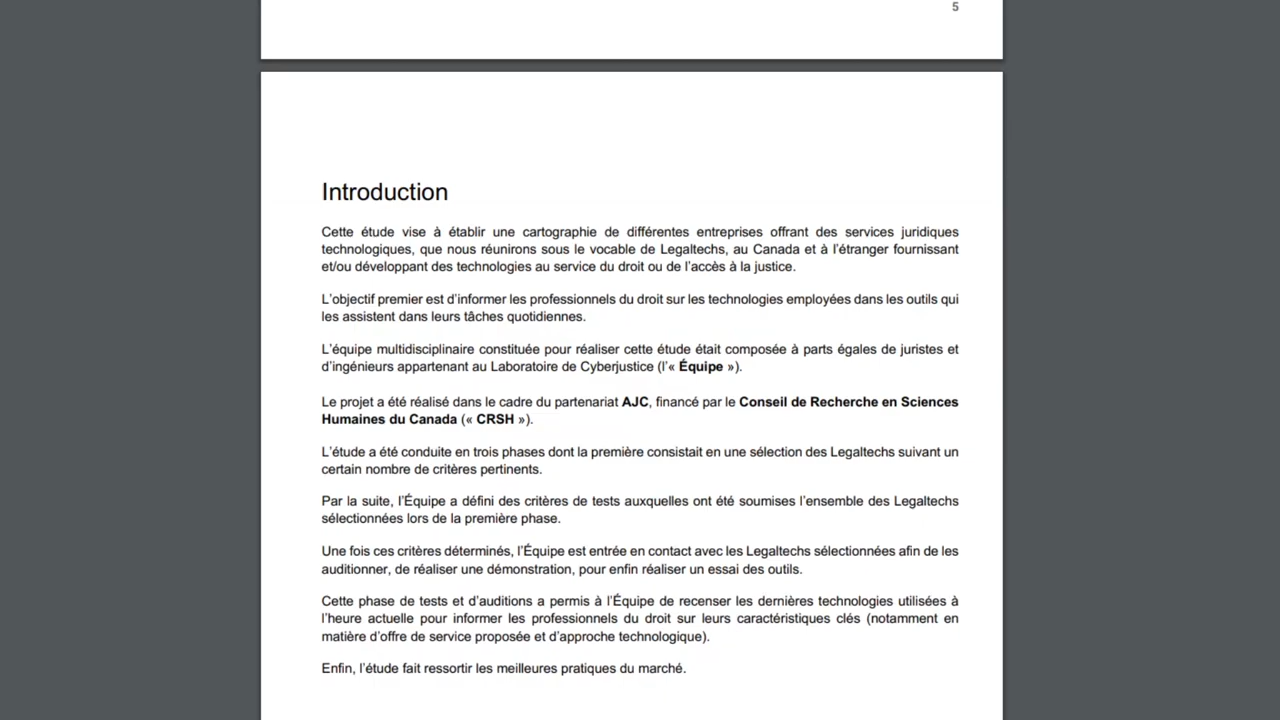 5
Introduction
Cette étude vise à établir une cartographie de différentes entreprises offrant des services juridiques
technologiques, que nous réunirons sous le vocable de Legaltechs, au Canada et à l'étranger fournissant
et/ou développant des technologies au service du droit ou de l'accès à la justice.
L'objectif premier est d'informer les professionnels du droit sur les technologies employées dans les outils qui
les assistent dans leurs tâches quotidiennes.
L'équipe multidisciplinaire constituée pour réaliser cette étude était composée à parts égales de juristes et
d'ingénieurs appartenant au Laboratoire de Cyberjustice (l'« Équipe »).
Le projet a été réalisé dans le cadre du partenariat AJC, financé par le Conseil de Recherche en Sciences
Humaines du Canada (« CRSH »).
L'étude a été conduite en trois phases dont la première consistait en une sélection des Legaltechs suivant un
certain nombre de critères pertinents.
Par la suite, l'Équipe a défini des critères de tests auxquelles ont été soumises l'ensemble des Legaltechs
sélectionnées lors de la première phase.
Une fois ces critères déterminés, l'Équipe est entrée en contact avec les Legaltechs sélectionnées afin de les
auditionner, de réaliser une démonstration, pour enfin réaliser un essai des outils.
Cette phase de tests et d'auditions a permis à l'Équipe de recenser les dernières technologies utilisées à
l'heure actuelle pour informer les professionnels du droit sur leurs caractéristiques clés (notamment en
matière d'offre de service proposée et d'approche technologique).
Enfin, l'étude fait ressortir les meilleures pratiques du marché.